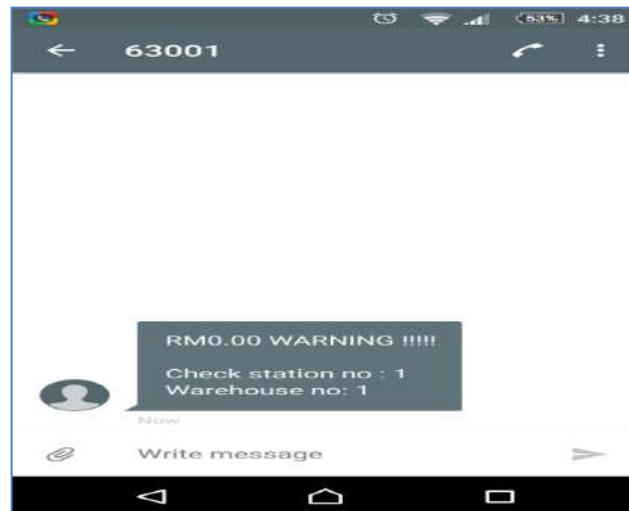 53% 4:38
63001
RM0.00 WARNING !!!!!
Check station no : 1
Warehouse no: 1
Now
Write message